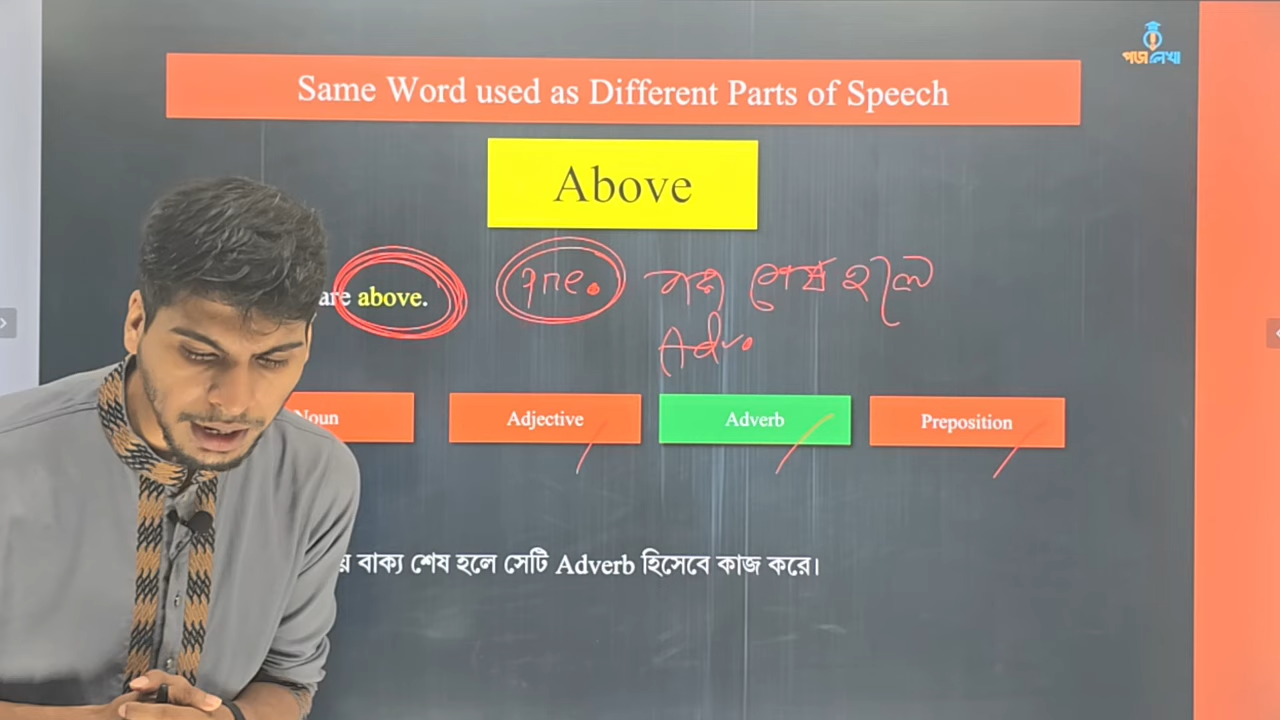 পড়ালেখা
Same Word used as Different Parts of Speech
Above
are above.
Pre.
শেষ হলে
Adv.
Noun
Adjective
Adverb
Preposition
বাক্য শেষ হলে সেটি Adverb হিসেবে কাজ করে।